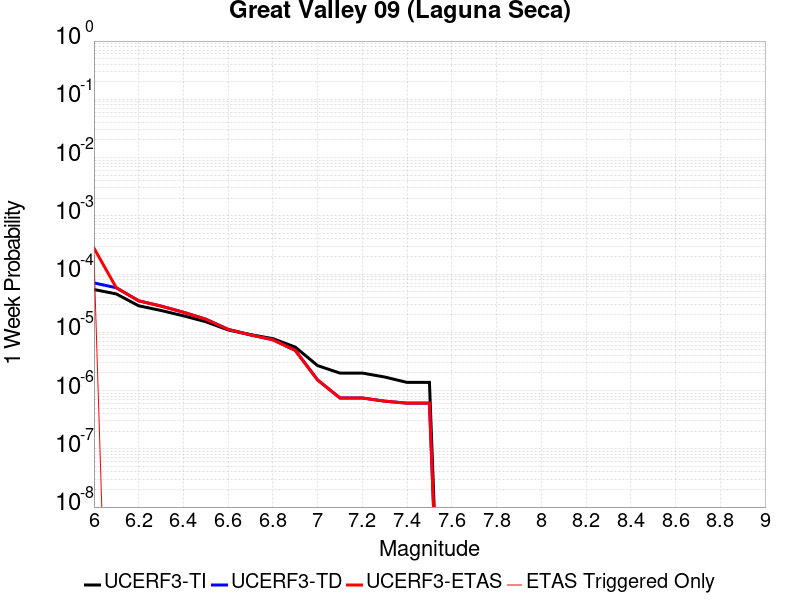 Great Valley 09 (Laguna Seca)
10^0
10^-1
10^-2
10^-3
10^-4
10^-5
10^-6
10^-7
10^-8
1 Week Probability
6 6.2 6.4 6.6 6.8 7 7.2 7.4 7.6 7.8 8 8.2 8.4 8.6 8.8 9
Magnitude
UCERF3-TI UCERF3-TD UCERF3-ETAS ETAS Triggered Only